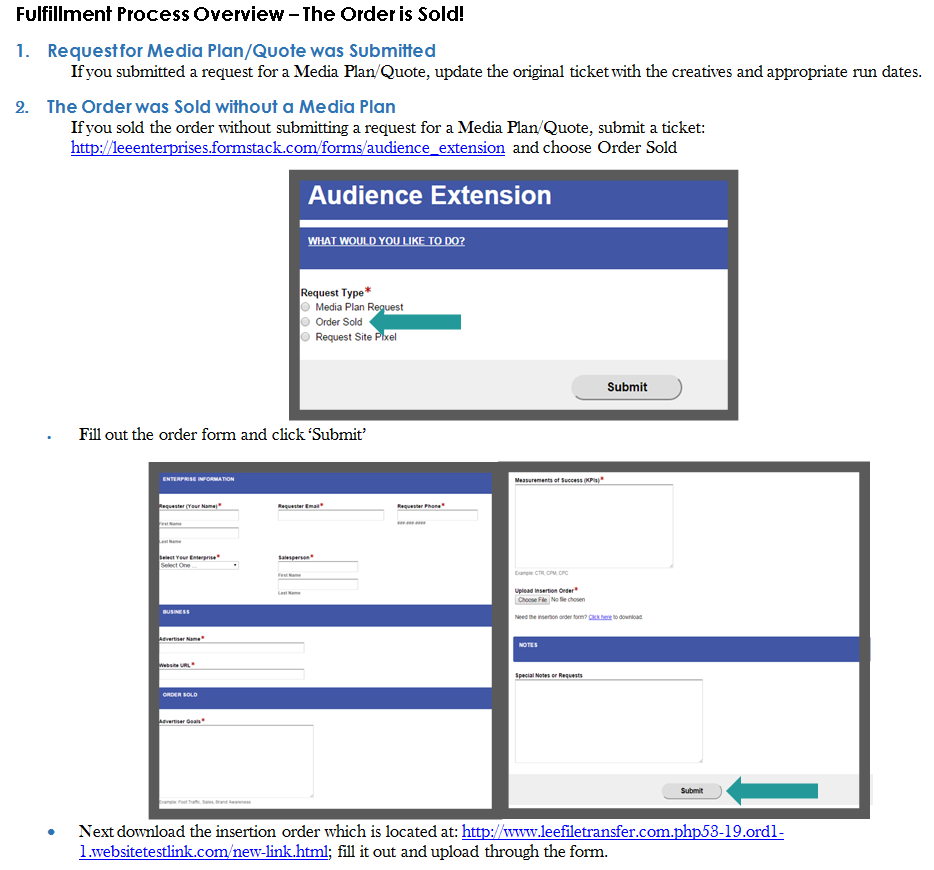 Fulfillment Process Overview – The Order is Sold!
1. Request for Media Plan/Quote was Submitted
If you submitted a request for a Media Plan/Quote, update the original ticket with the creatives and appropriate run dates.
2. The Order was Sold without a Media Plan
If you sold the order without submitting a request for a Media Plan/Quote, submit a ticket:
http://leeenterprises.formstack.com/forms/audience_extension and choose Order Sold
Audience Extension
WHAT WOULD YOU LIKE TO DO?
Request Type*
Media Plan Request
Order Sold
Request Site Pixel
Submit
• Fill out the order form and click ‘Submit’
ENTERPRISE INFORMATION
Requester (Your Name)* Requester Email* Requester Phone*
First Name ###-###-####
Last Name
Select Your Enterprise* Salesperson*
Select One ...
First Name
Last Name
BUSINESS
Advertiser Name*
Website URL*
ORDER SOLD
Advertiser Goals*
Example: Foot Traffic, Sales, Brand Awareness
Measurements of Success (KPIs)*
Example: CTR, CPM, CPC
Upload Insertion Order*
Choose File No file chosen
Need the insertion order form? Click here to download.
NOTES
Special Notes or Requests
Submit
• Next download the insertion order which is located at: http://www.leefiletransfer.com.php53-19.ord1-
1.websitetestlink.com/new-link.html; fill it out and upload through the form.